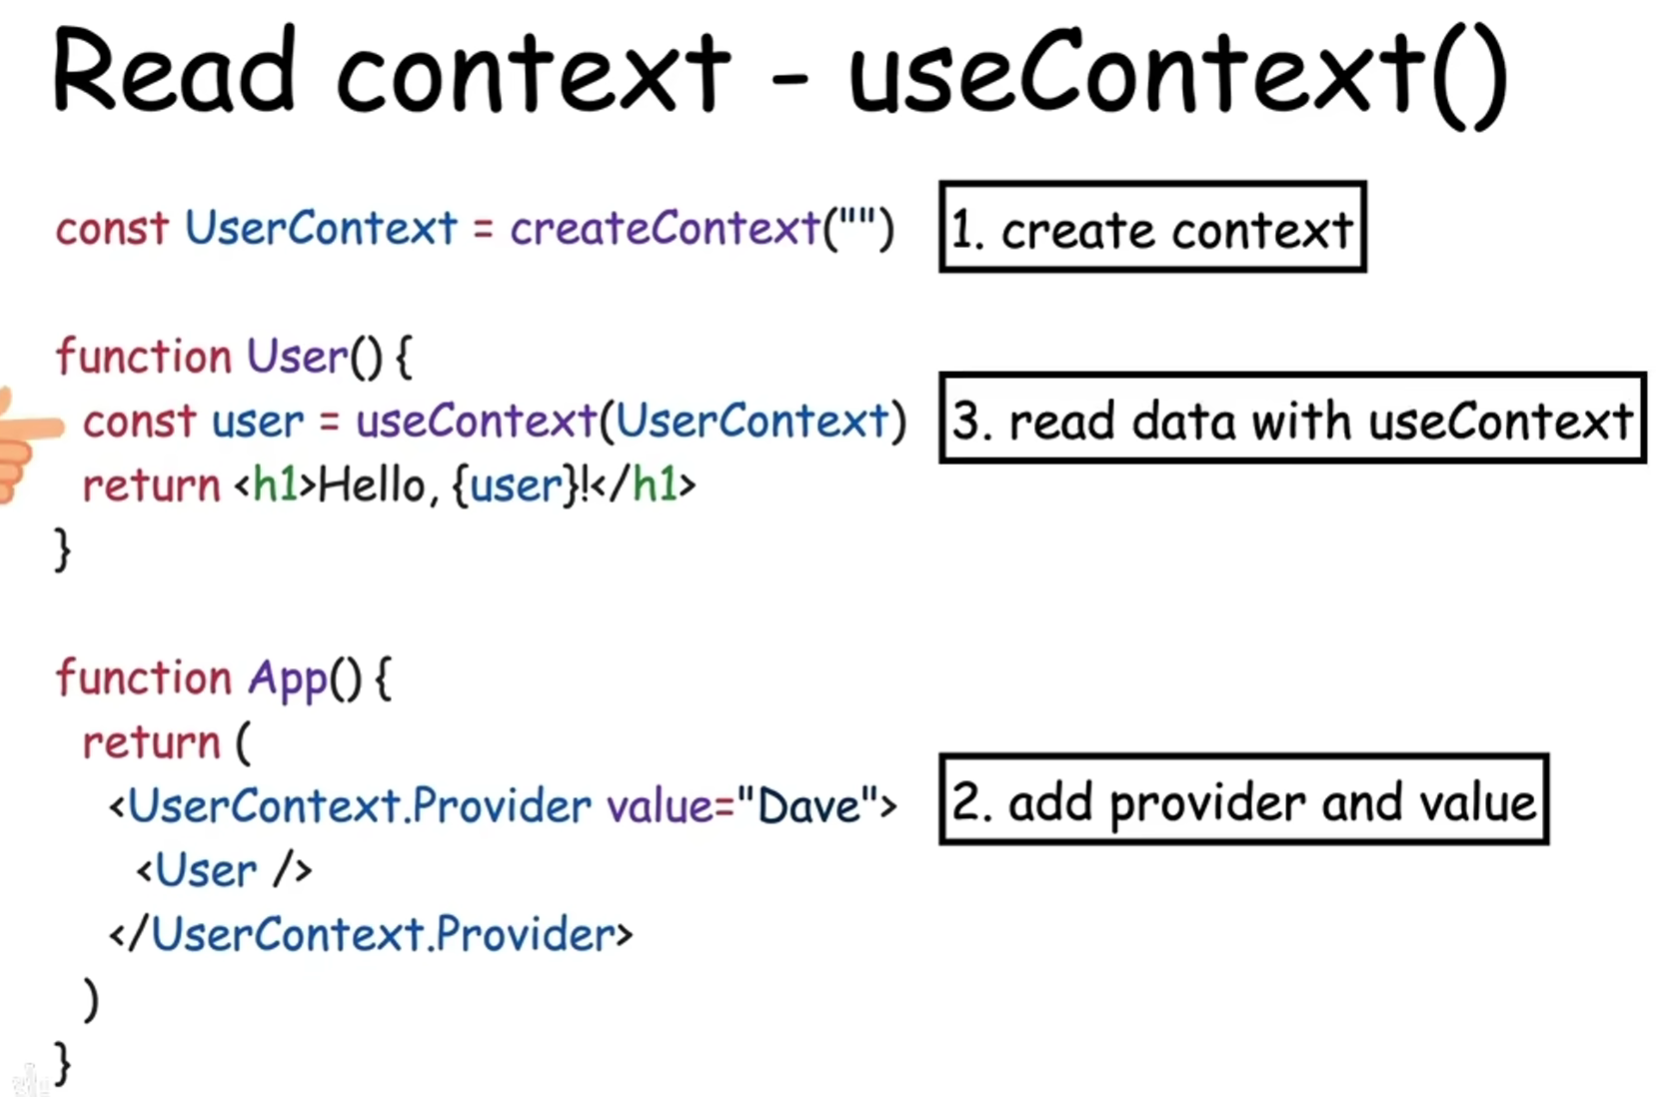 Read context - useContext()
const UserContext = createContext("")
1. create context
function User() {
const user = useContext(UserContext)
3. read data with useContext
return <h1>Hello, {user}!</h1>
}
function App() {
return (
<UserContext.Provider value="Dave">
2. add provider and value
<User />
</UserContext.Provider>
)
}